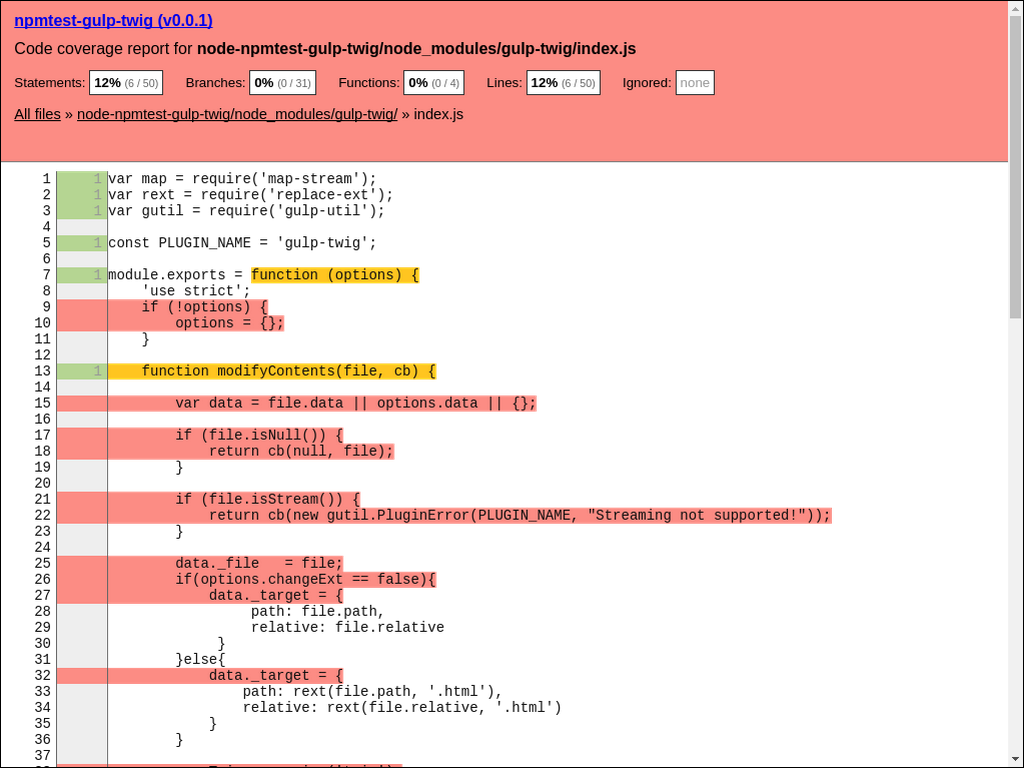 npmtest-gulp-twig (v0.0.1)
Code coverage report for node-npmtest-gulp-twig/node_modules/gulp-twig/index.js
Statements: 12% (6 / 50) Branches: 0% (0 / 31) Functions: 0% (0 / 4) Lines: 12% (6 / 50) Ignored: none
All files » node-npmtest-gulp-twig/node_modules/gulp-twig/ » index.js
1 1 var map = require('map-stream');
2 1 var rext = require('replace-ext');
3 1 var gutil = require('gulp-util');
4
5 1 const PLUGIN_NAME = 'gulp-twig';
6
7 1 module.exports = function (options) {
8 'use strict';
9 if (!options) {
10 options = {};
11 }
12
13 1 function modifyContents(file, cb) {
14
15 var data = file.data || options.data || {};
16
17 if (file.isNull()) {
18 return cb(null, file);
19 }
20
21 if (file.isStream()) {
22 return cb(new gutil.PluginError(PLUGIN_NAME, "Streaming not supported!"));
23 }
24
25 data._file   = file;
26 if(options.changeExt == false){
27 data._target = {
28 path: file.path,
29 relative: file.relative
30 }
31 }else{
32 data._target = {
33 path: rext(file.path, '.html'),
34 relative: rext(file.relative, '.html')
35 }
36 }
37